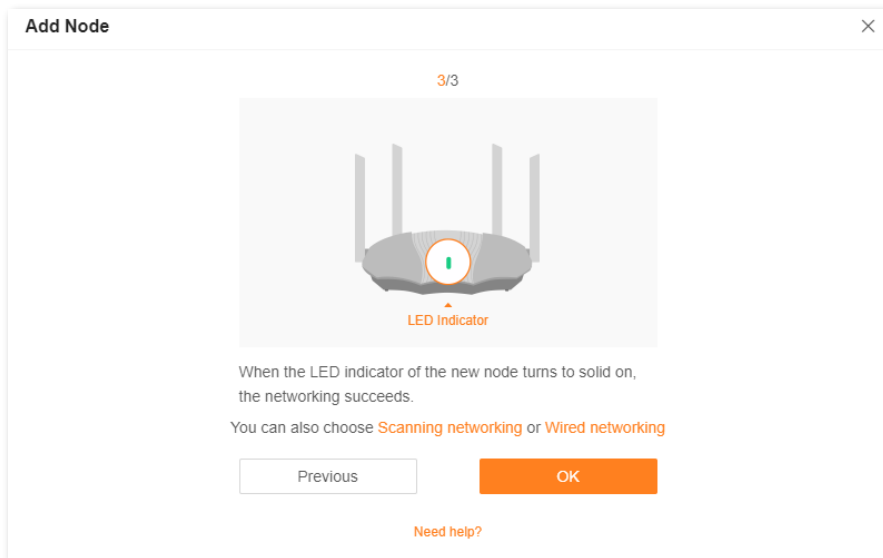 Add Node
3/3
LED Indicator
When the LED indicator of the new node turns to solid on,
the networking succeeds.
You can also choose Scanning networking or Wired networking
Previous
OK
Need help?